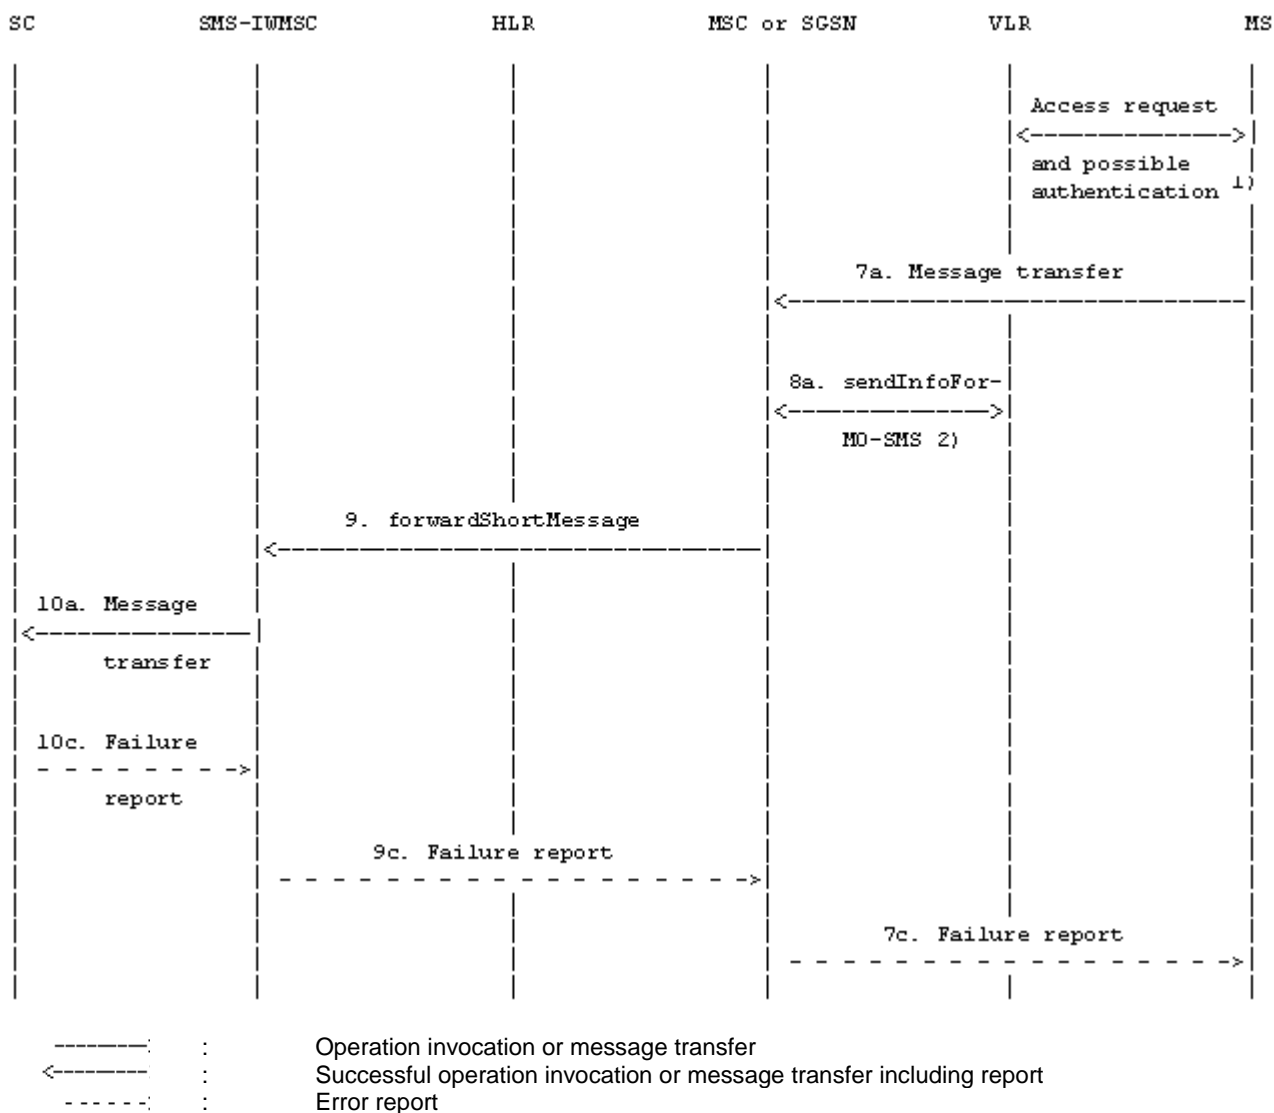 SC SMS-IWMSC HLR MSC or SGSN VLR MS
Access request
and possible
authentication 1)
7a. Message transfer
8a. sendInfoFor-
MO-SMS 2)
9. forwardShortMessage
10a. Message
transfer
10c. Failure
report
9c. Failure report
7c. Failure report
: Operation invocation or message transfer
: Successful operation invocation or message transfer including report
: Error report